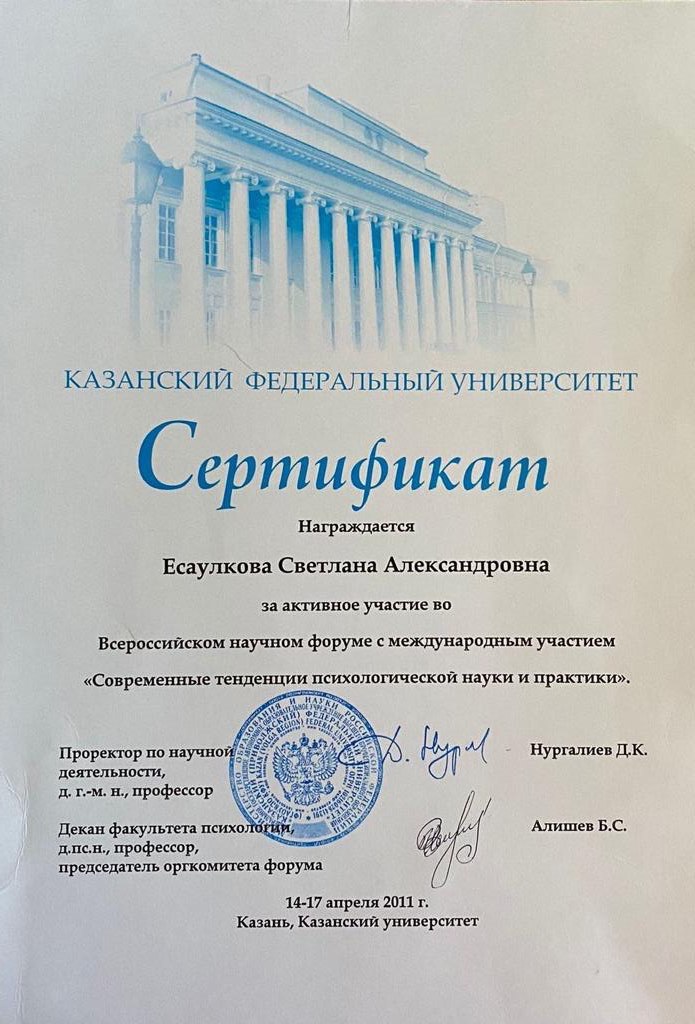 КАЗАНСКИЙ ФЕДЕРАЛЬНЫЙ УНИВЕРСИТЕТ
Сертификат
Награждается
Есаулкова Светлана Александровна
за активное участие во
Всероссийском научном форуме с международным участием
«Современные тенденции психологической науки и практики».
Проректор по научной
деятельности,
д. г.-м. н., профессор
Нургалиев Д.К.
Декан факультета психологии,
д.пс.н., профессор,
председатель оргкомитета форума
Алишев Б.С.
14-17 апреля 2011 г.
Казань, Казанский университет